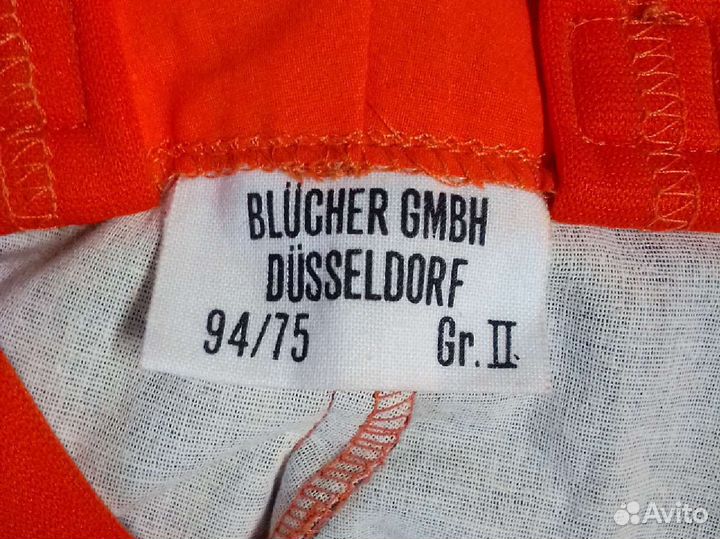 BLÜCHER GMBH
DÜSSELDORF
94/75 Gr. II
Avito